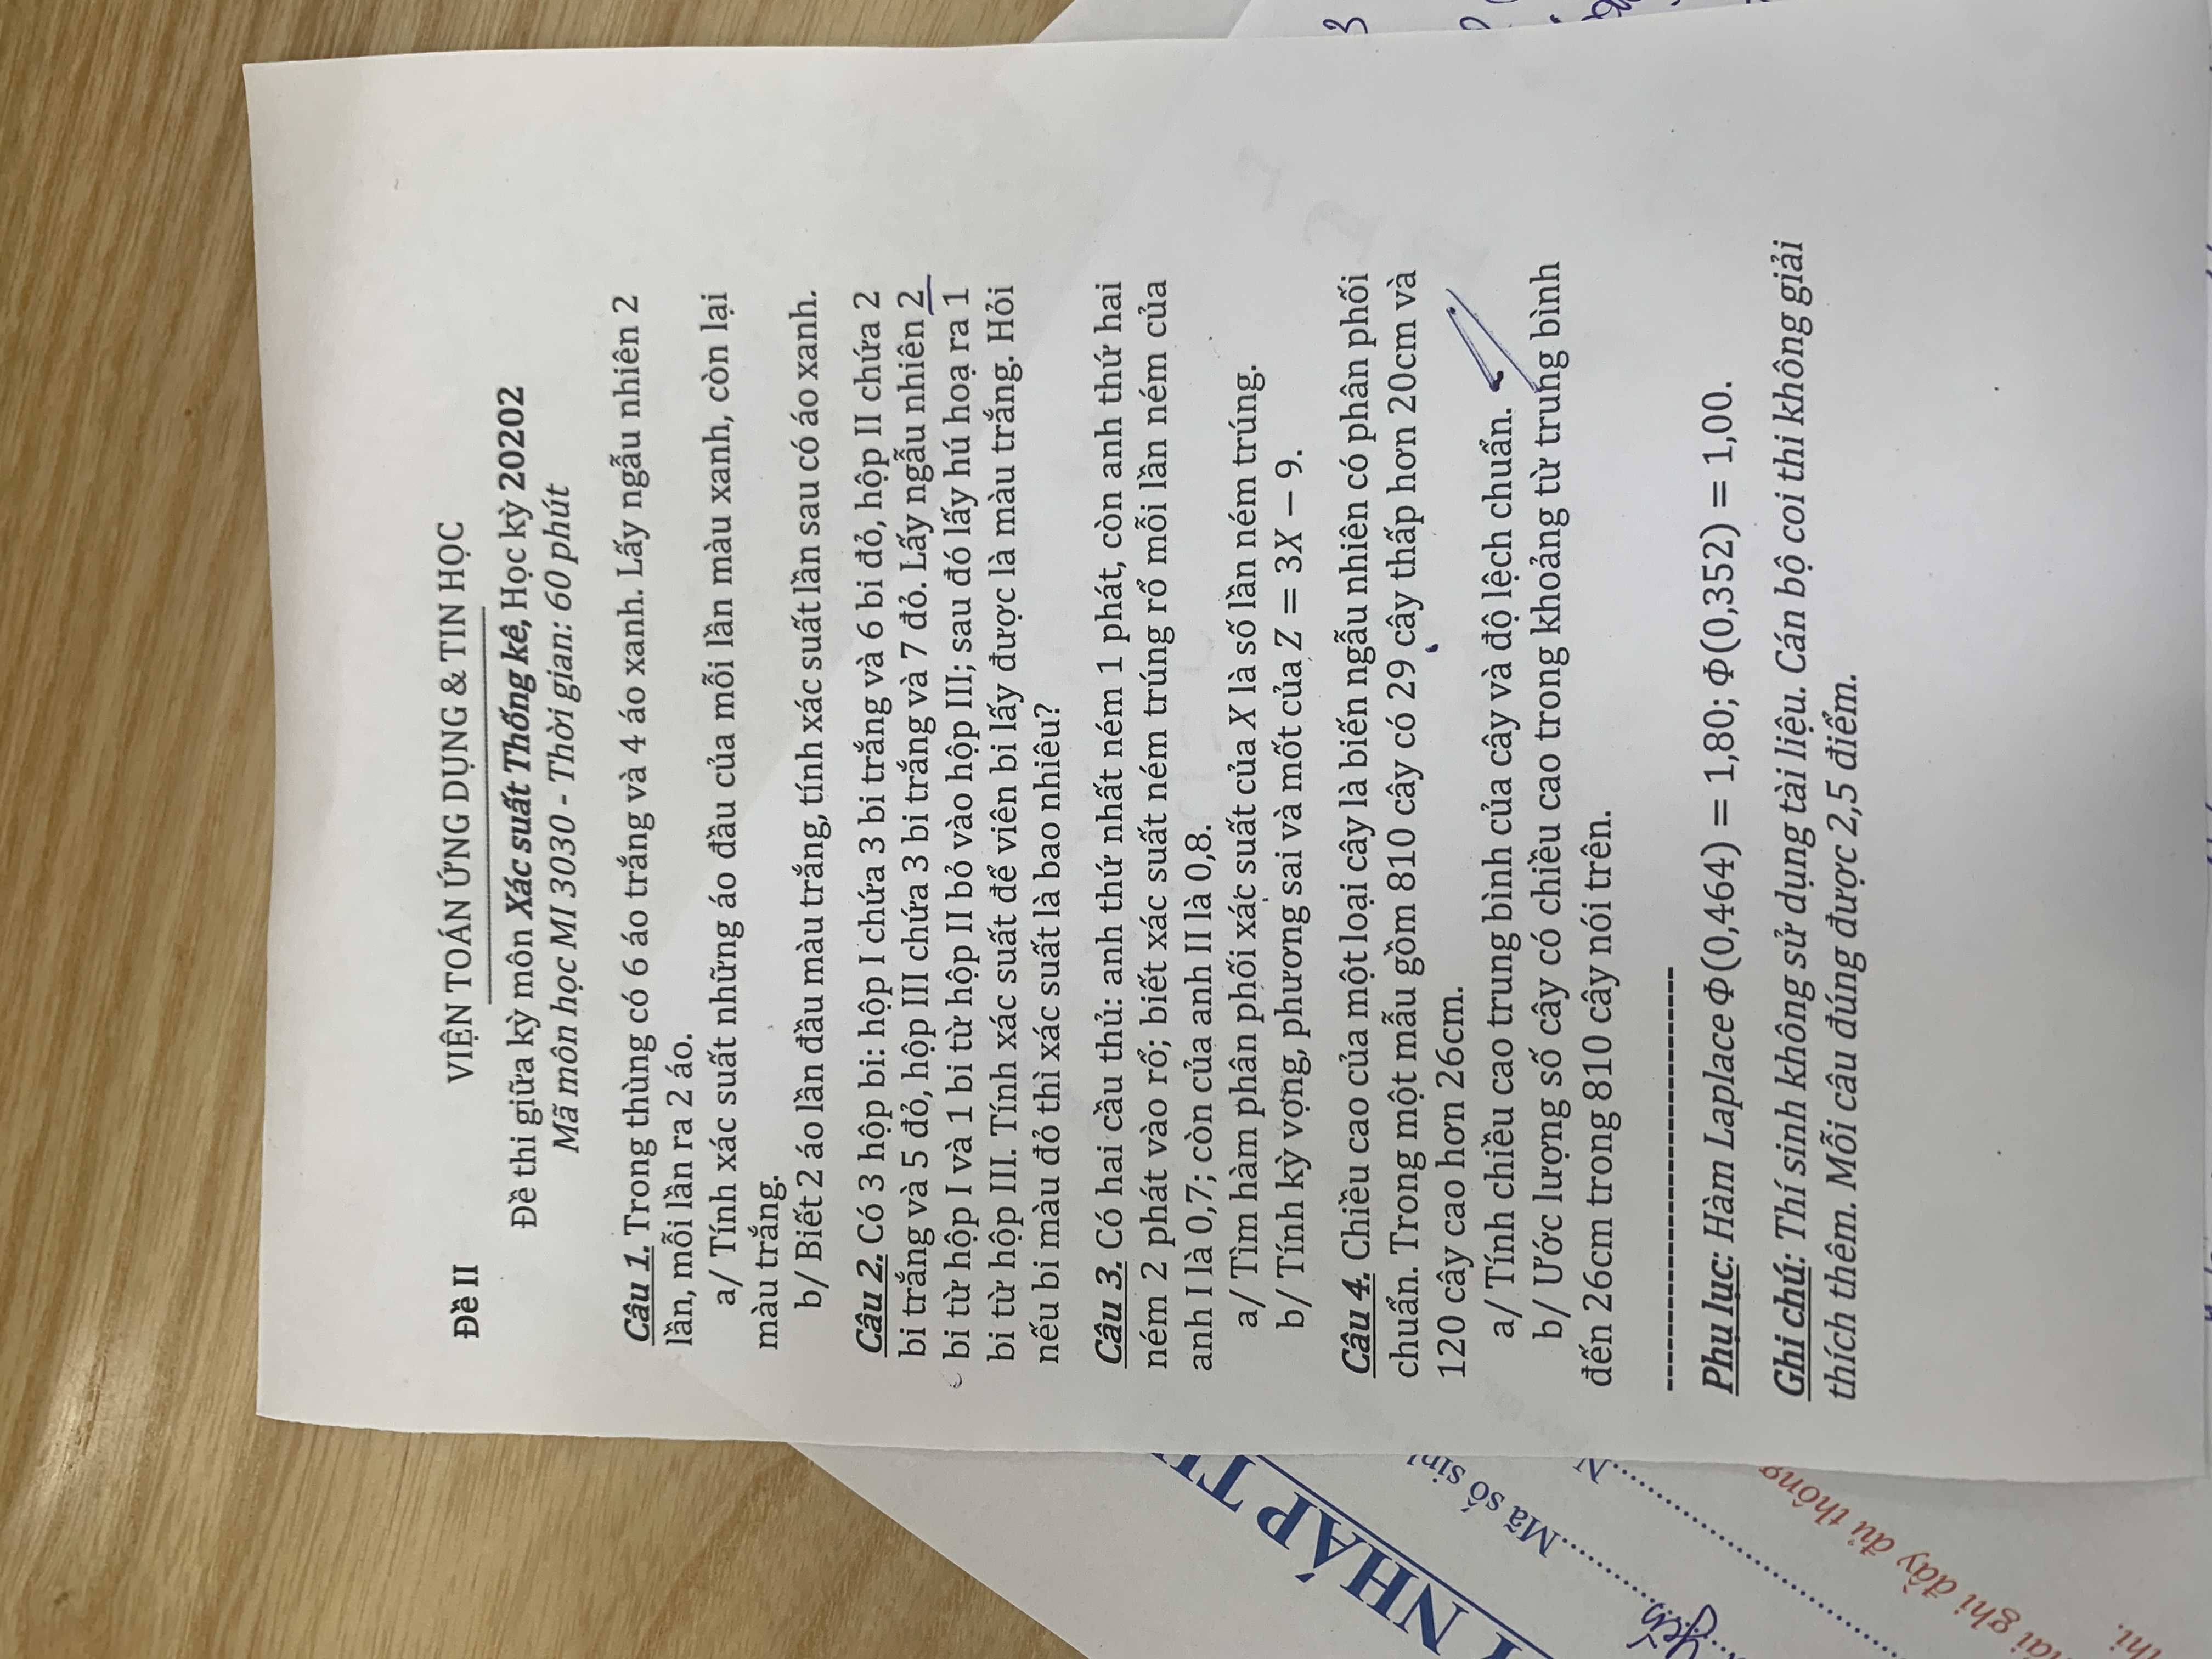 Đề II
VIỆN TOÁN ỨNG DỤNG & TIN HỌC
Đề thi giữa kỳ môn Xác suất Thống kê, Học kỳ 20202
Mã môn học MI 3030 - Thời gian: 60 phút
Câu 1. Trong thùng có 6 áo trắng và 4 áo xanh. Lấy ngẫu nhiên 2
lần, mỗi lần ra 2 áo.
a/ Tính xác suất những áo đầu của mỗi lần màu xanh, còn lại
màu trắng.
b/ Biết 2 áo lần đầu màu trắng, tính xác suất lần sau có áo xanh.
Câu 2. Có 3 hộp bi: hộp I chứa 3 bi trắng và 6 bi đỏ, hộp II chứa 2
bi trắng và 5 đỏ, hộp III chứa 3 bi trắng và 7 đỏ. Lấy ngẫu nhiên 2
bi từ hộp I và 1 bi từ hộp II bỏ vào hộp III; sau đó lấy hú hoạ ra 1
bi từ hộp III. Tính xác suất để viên bi lấy được là màu trắng. Hỏi
nếu bi màu đỏ thì xác suất là bao nhiêu?
Câu 3. Có hai cầu thủ: anh thứ nhất ném 1 phát, còn anh thứ hai
ném 2 phát vào rổ; biết xác suất ném trúng rổ mỗi lần ném của
anh I là 0,7; còn của anh II là 0,8.
a/ Tìm hàm phân phối xác suất của X là số lần ném trúng.
b/ Tính kỳ vọng, phương sai và mốt của Z = 3X − 9.
Câu 4. Chiều cao của một loại cây là biến ngẫu nhiên có phân phối
chuẩn. Trong một mẫu gồm 810 cây có 29 cây thấp hơn 20cm và
120 cây cao hơn 26cm.
a/ Tính chiều cao trung bình của cây và độ lệch chuẩn.
b/ Ước lượng số cây có chiều cao trong khoảng từ trung bình
đến 26cm trong 810 cây nói trên.
-------------------------------
Phụ lục: Hàm Laplace Φ(0,464) = 1,80; Φ(0,352) = 1,00.
Ghi chú: Thí sinh không sử dụng tài liệu. Cán bộ coi thi không giải
thích thêm. Mỗi câu đúng được 2,5 điểm.
NHÁP
Mã số sinh
Yến
ghi đầy đủ thông
thi.
3